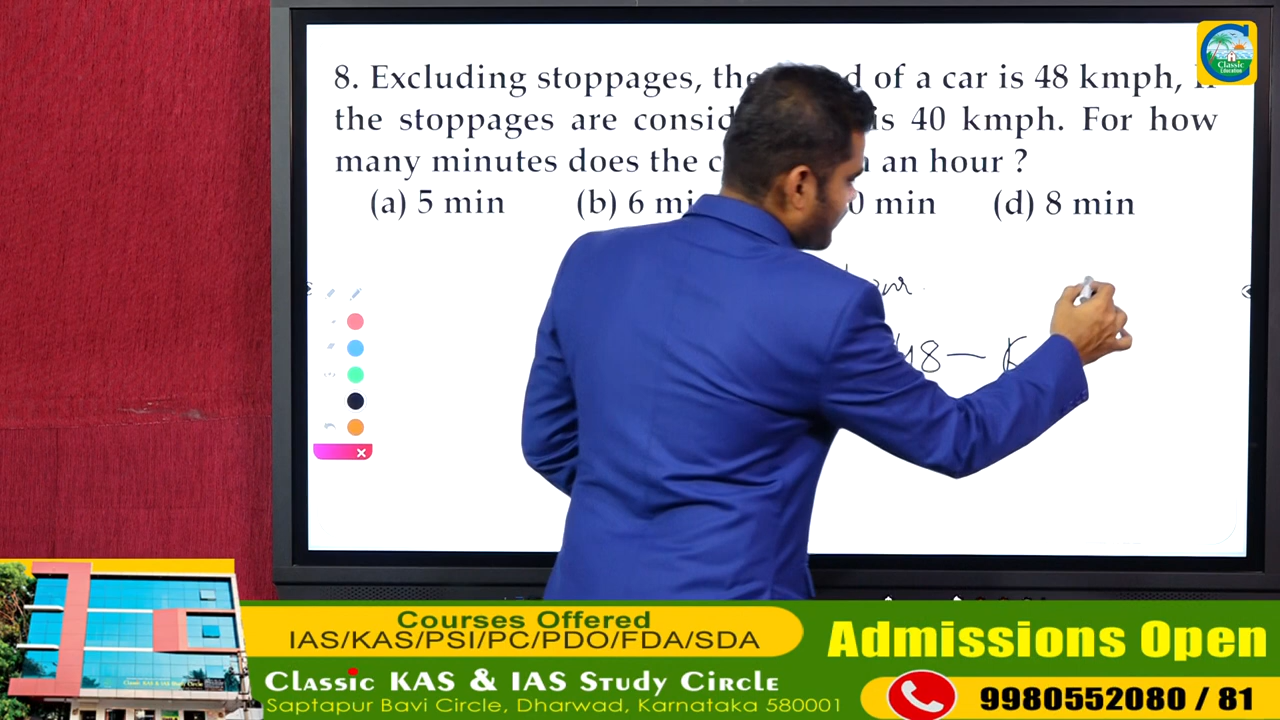 8. Excluding stoppages, the d of a car is 48 kmph,
the stoppages are consid is 40 kmph. For how
many minutes does the c an hour ?
(a) 5 min (b) 6 mi 0 min (d) 8 min
48 –
Classic
Education
Courses Offered
IAS/KAS/PSI/PC/PDO/FDA/SDA
Admissions Open
Classic KAS & IAS Study Circle
Saptapur Bavi Circle, Dharwad, Karnataka 580001
9980552080 / 81